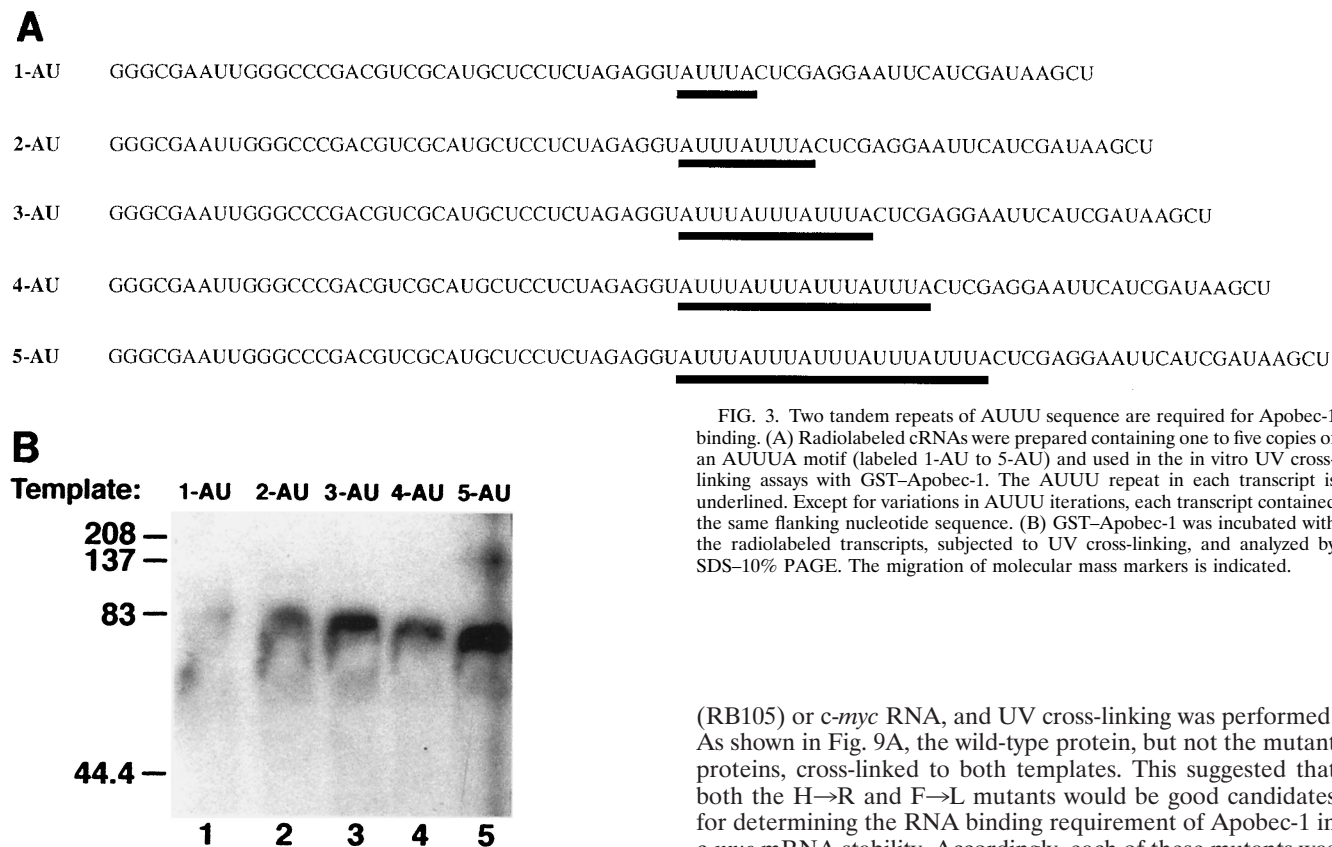 A
1-AU GGGCGAAUUGGGCCCGACGUCGCAUGCUCCUCUAGAGGUAUUUACUCGAGGAAUUCAUCGAUAAGCU
2-AU GGGCGAAUUGGGCCCGACGUCGCAUGCUCCUCUAGAGGUAUUUAUUUACUCGAGGAAUUCAUCGAUAAGCU
3-AU GGGCGAAUUGGGCCCGACGUCGCAUGCUCCUCUAGAGGUAUUUAUUUAUUUACUCGAGGAAUUCAUCGAUAAGCU
4-AU GGGCGAAUUGGGCCCGACGUCGCAUGCUCCUCUAGAGGUAUUUAUUUAUUUAUUUACUCGAGGAAUUCAUCGAUAAGCU
5-AU GGGCGAAUUGGGCCCGACGUCGCAUGCUCCUCUAGAGGUAUUUAUUUAUUUAUUUAUUUACUCGAGGAAUUCAUCGAUAAGCU
B
Template: 1-AU 2-AU 3-AU 4-AU 5-AU
208
137
83
44.4
1 2 3 4 5
FIG. 3. Two tandem repeats of AUUU sequence are required for Apobec-1
binding. (A) Radiolabeled cRNAs were prepared containing one to five copies of
an AUUUA motif (labeled 1-AU to 5-AU) and used in the in vitro UV cross-
linking assays with GST–Apobec-1. The AUUU repeat in each transcript is
underlined. Except for variations in AUUU iterations, each transcript contained
the same flanking nucleotide sequence. (B) GST–Apobec-1 was incubated with
the radiolabeled transcripts, subjected to UV cross-linking, and analyzed by
SDS–10% PAGE. The migration of molecular mass markers is indicated.
(RB105) or c-myc RNA, and UV cross-linking was performed
As shown in Fig. 9A, the wild-type protein, but not the mutant
proteins, cross-linked to both templates. This suggested that
both the H→R and F→L mutants would be good candidates
for determining the RNA binding requirement of Apobec-1 in
c-myc mRNA stability. Accordingly, each of these mutants was